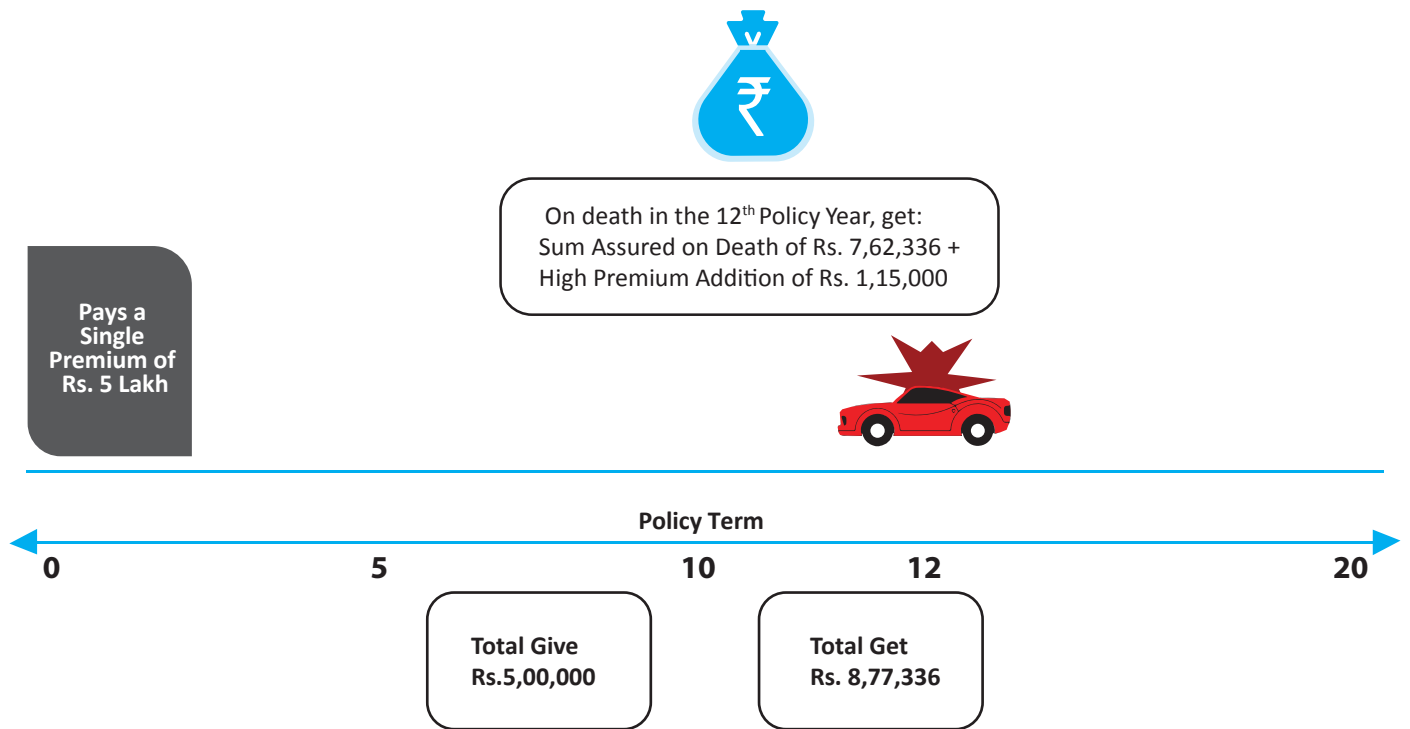 ₹
On death in the 12th Policy Year, get:
Sum Assured on Death of Rs. 7,62,336 +
High Premium Addition of Rs. 1,15,000
Pays a
Single
Premium of
Rs. 5 Lakh
Policy Term
0 5 10 12 20
Total Give
Rs.5,00,000
Total Get
Rs. 8,77,336